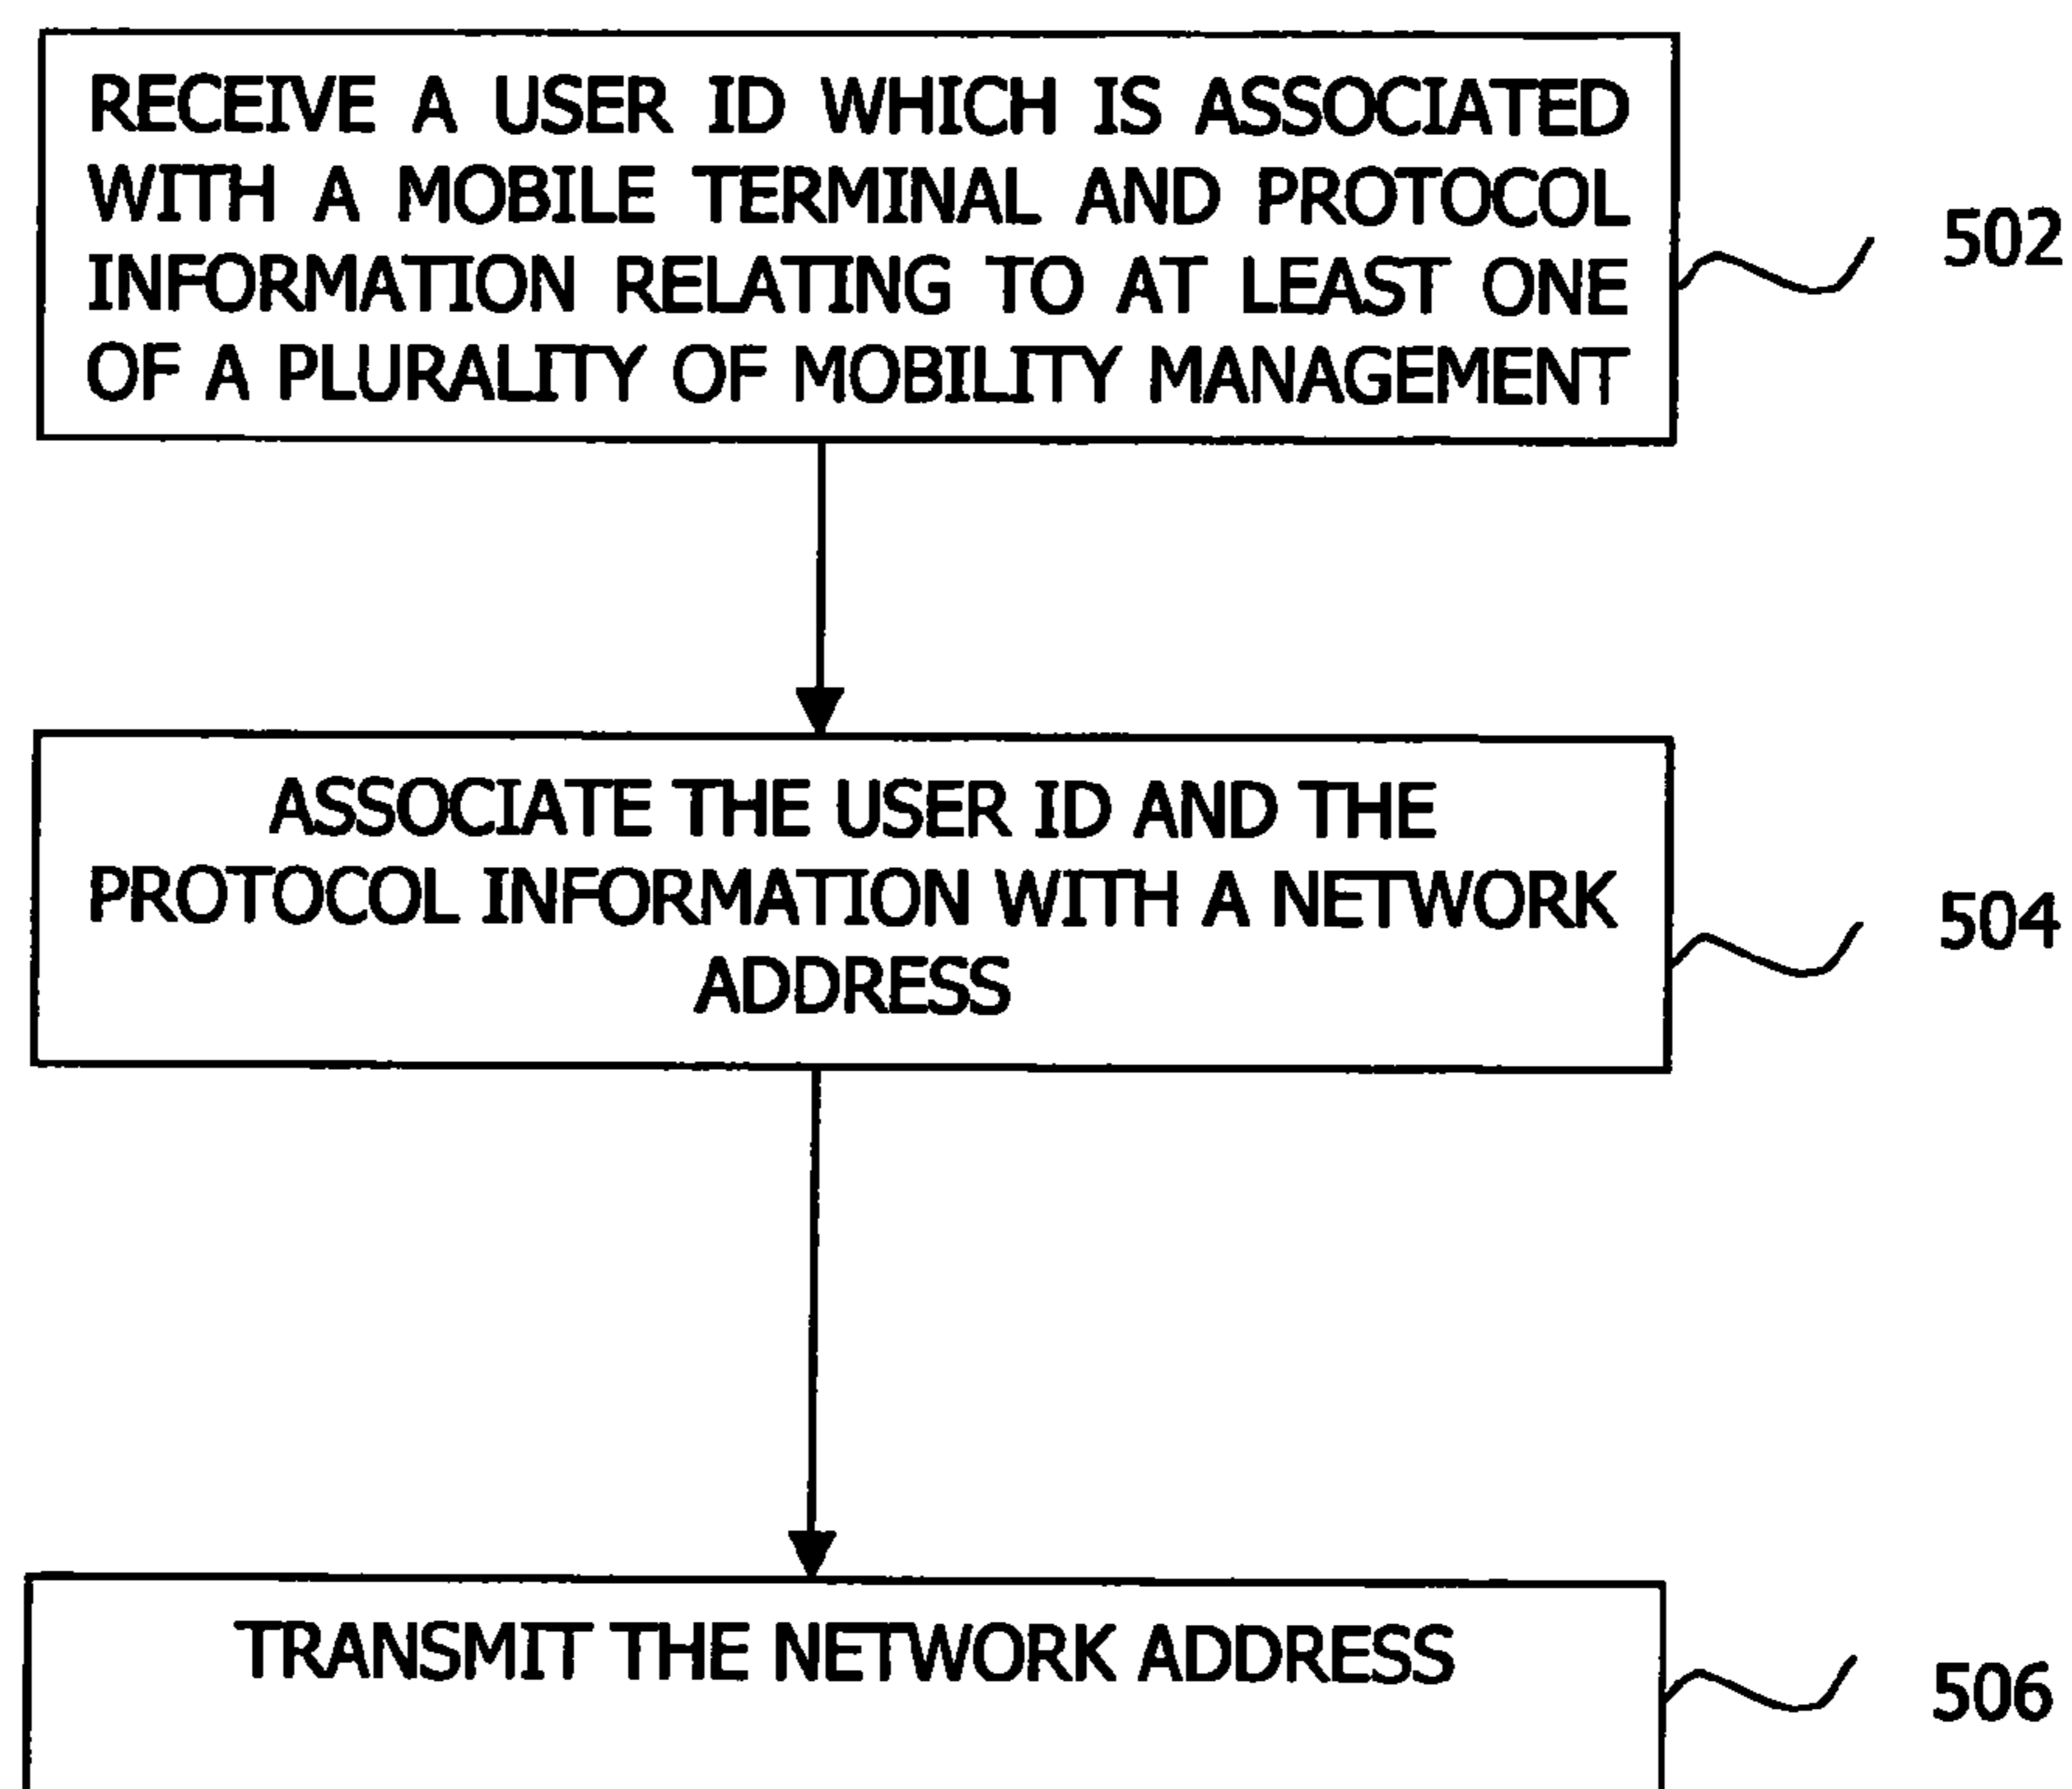 RECEIVE A USER ID WHICH IS ASSOCIATED
WITH A MOBILE TERMINAL AND PROTOCOL
INFORMATION RELATING TO AT LEAST ONE
OF A PLURALITY OF MOBILITY MANAGEMENT
502
ASSOCIATE THE USER ID AND THE
PROTOCOL INFORMATION WITH A NETWORK
ADDRESS
504
TRANSMIT THE NETWORK ADDRESS
506